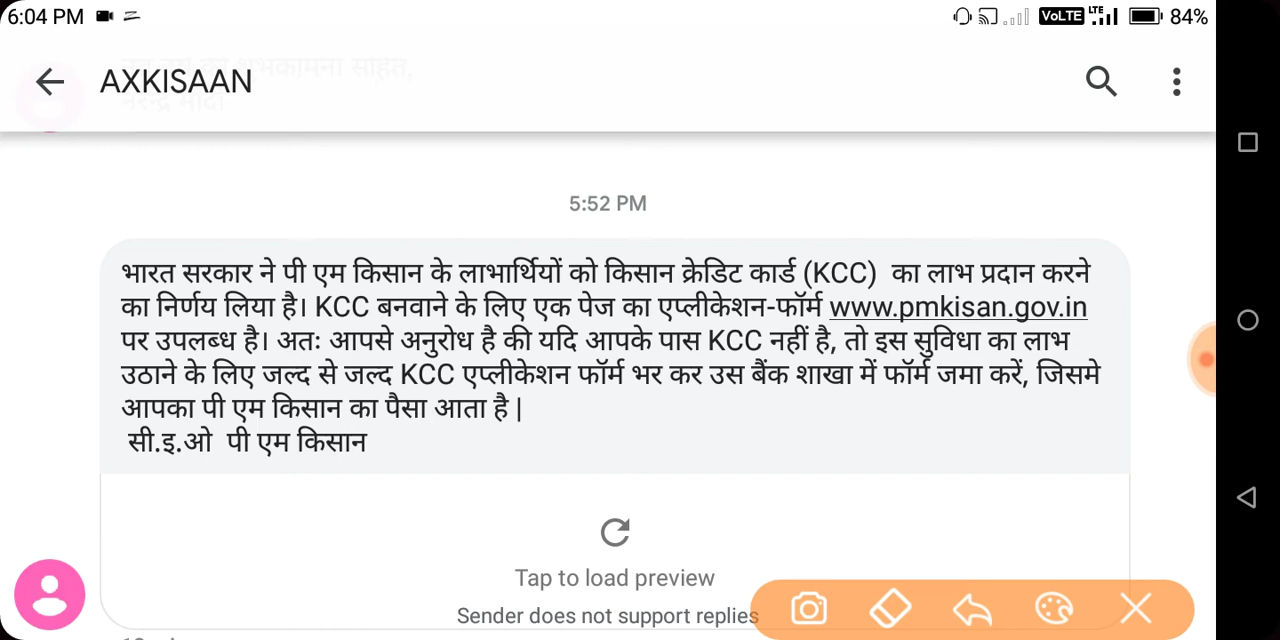 6:04 PM
VoLTE LTE 84%
AXKISAAN
5:52 PM
भारत सरकार ने पी एम किसान के लाभार्थियों को किसान क्रेडिट कार्ड (KCC) का लाभ प्रदान करने
का निर्णय लिया है। KCC बनवाने के लिए एक पेज का एप्लीकेशन-फॉर्म www.pmkisan.gov.in
पर उपलब्ध है। अतः आपसे अनुरोध है की यदि आपके पास KCC नहीं है, तो इस सुविधा का लाभ
उठाने के लिए जल्द से जल्द KCC एप्लीकेशन फॉर्म भर कर उस बैंक शाखा में फॉर्म जमा करें, जिसमे
आपका पी एम किसान का पैसा आता है |
सी.इ.ओ पी एम किसान
Tap to load preview
Sender does not support replies